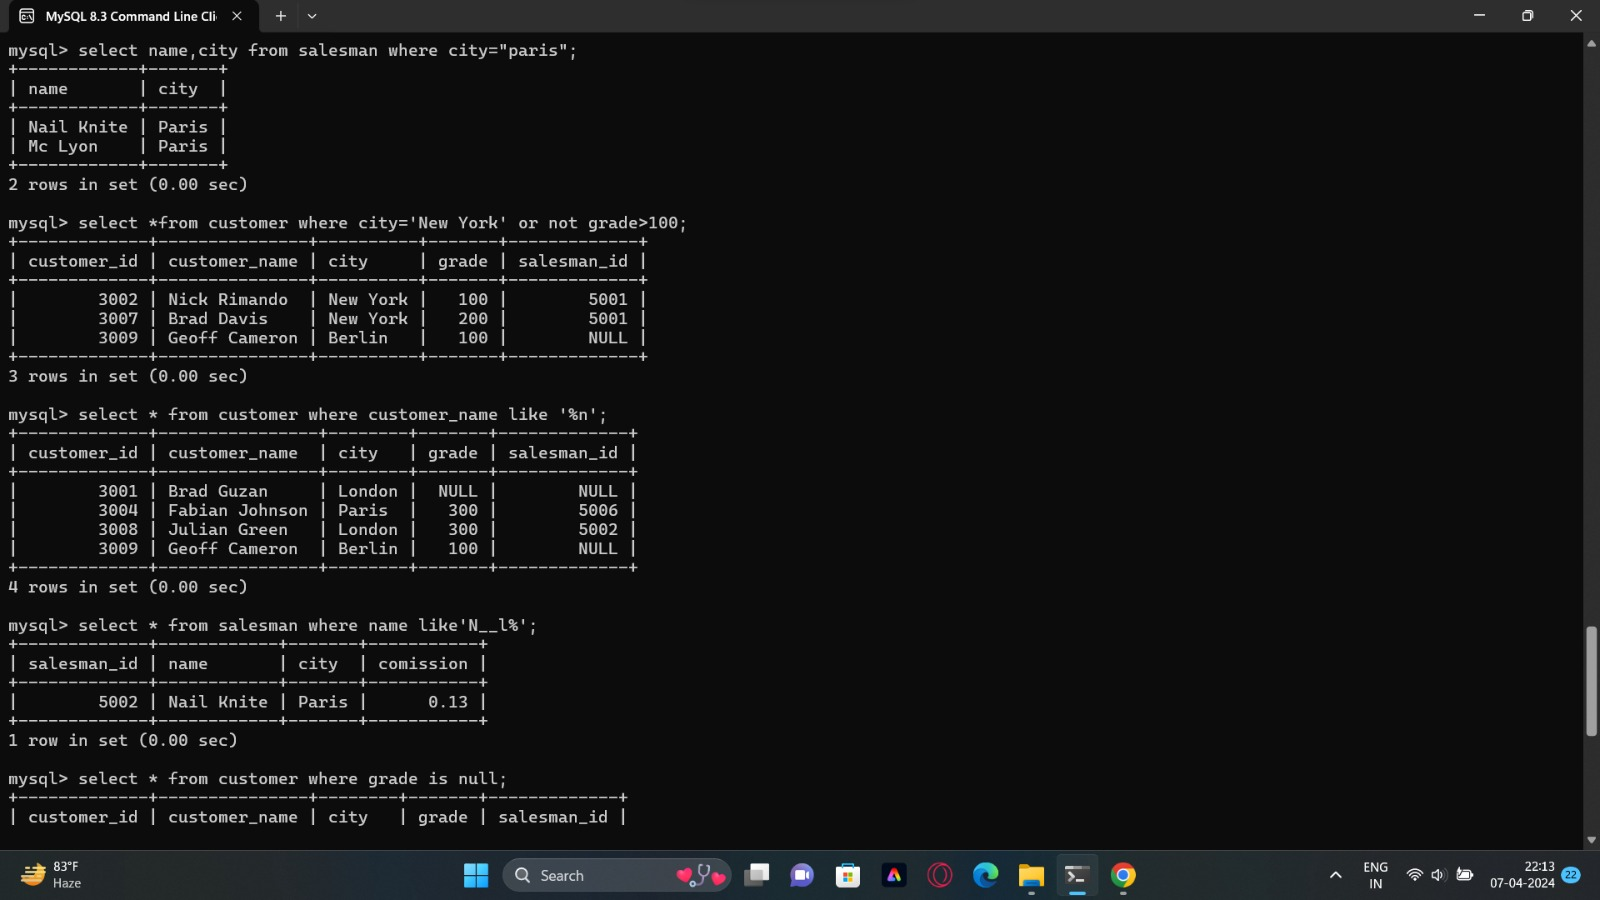 MySQL 8.3 Command Line Cli
mysql> select name,city from salesman where city="paris";
+------------+-------+
| name       | city  |
+------------+-------+
| Nail Knite | Paris |
| Mc Lyon    | Paris |
+------------+-------+
2 rows in set (0.00 sec)
mysql> select *from customer where city='New York' or not grade>100;
+-------------+---------------+----------+-------+-------------+
| customer_id | customer_name | city     | grade | salesman_id |
+-------------+---------------+----------+-------+-------------+
|        3002 | Nick Rimando  | New York |   100 |        5001 |
|        3007 | Brad Davis    | New York |   200 |        5001 |
|        3009 | Geoff Cameron | Berlin   |   100 |        NULL |
+-------------+---------------+----------+-------+-------------+
3 rows in set (0.00 sec)
mysql> select * from customer where customer_name like '%n';
+-------------+----------------+--------+-------+-------------+
| customer_id | customer_name  | city   | grade | salesman_id |
+-------------+----------------+--------+-------+-------------+
|        3001 | Brad Guzan     | London |  NULL |        NULL |
|        3004 | Fabian Johnson | Paris  |   300 |        5006 |
|        3008 | Julian Green   | London |   300 |        5002 |
|        3009 | Geoff Cameron  | Berlin |   100 |        NULL |
+-------------+----------------+--------+-------+-------------+
4 rows in set (0.00 sec)
mysql> select * from salesman where name like'N__l%';
+-------------+------------+-------+-----------+
| salesman_id | name       | city  | comission |
+-------------+------------+-------+-----------+
|        5002 | Nail Knite | Paris |      0.13 |
+-------------+------------+-------+-----------+
1 row in set (0.00 sec)
mysql> select * from customer where grade is null;
+-------------+---------------+--------+-------+-------------+
| customer_id | customer_name | city   | grade | salesman_id |
83°F
Haze
Search
ENG
IN
22:13
07-04-2024
22